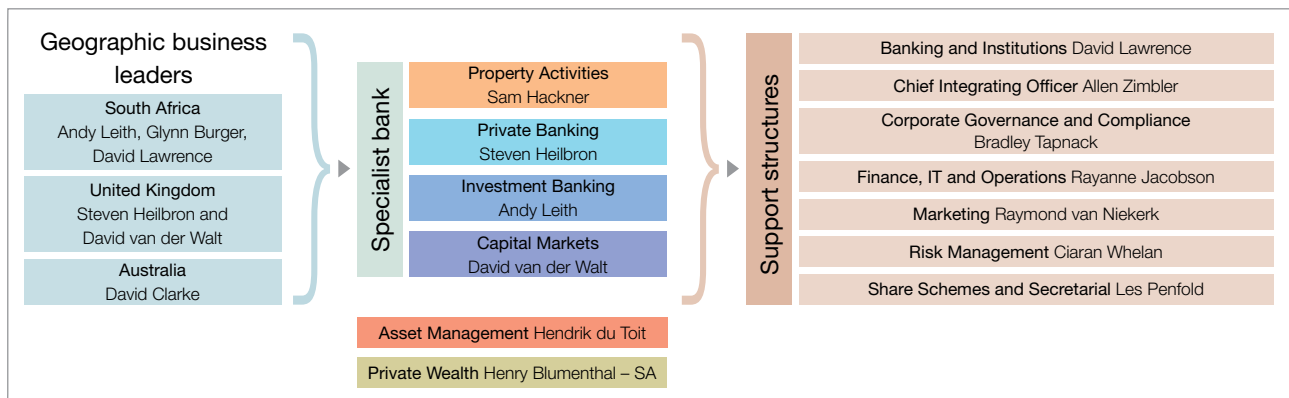 Geographic business
leaders
South Africa
Andy Leith, Glynn Burger,
David Lawrence
United Kingdom
Steven Heilbron and
David van der Walt
Australia
David Clarke
Specialist bank
Property Activities
Sam Hackner
Private Banking
Steven Heilbron
Investment Banking
Andy Leith
Capital Markets
David van der Walt
Asset Management Hendrik du Toit
Private Wealth Henry Blumenthal – SA
Support structures
Banking and Institutions David Lawrence
Chief Integrating Officer Allen Zimbler
Corporate Governance and Compliance
Bradley Tapnack
Finance, IT and Operations Rayanne Jacobson
Marketing Raymond van Niekerk
Risk Management Ciaran Whelan
Share Schemes and Secretarial Les Penfold